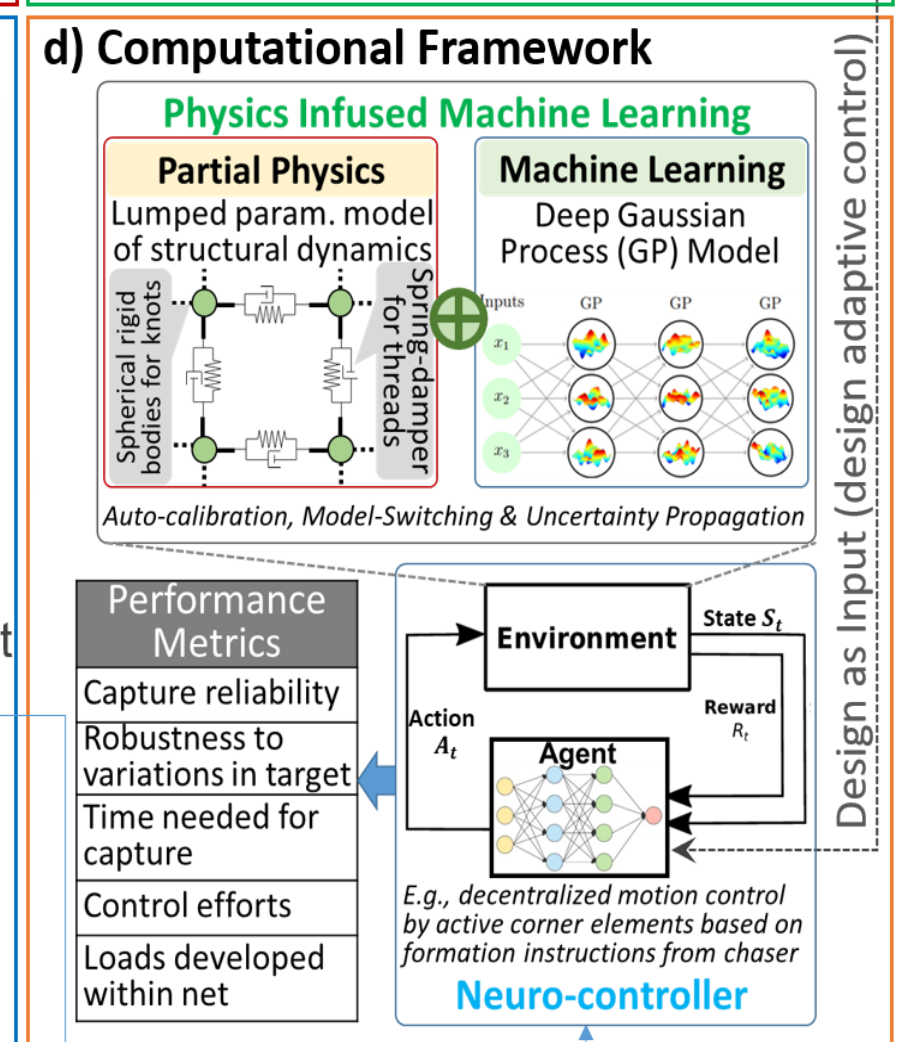 d) Computational Framework
Physics Infused Machine Learning
Partial Physics
Lumped param. model
of structural dynamics
Spherical rigid
bodies for knots
Spring-damper
for threads
Machine Learning
Deep Gaussian
Process (GP) Model
Inputs GP GP GP
x1
x2
x3
Auto-calibration, Model-Switching & Uncertainty Propagation
Performance
Metrics
Capture reliability
Robustness to
variations in target
Time needed for
capture
Control efforts
Loads developed
within net
Environment
State St
Reward
Rt
Action
At
Agent
E.g., decentralized motion control
by active corner elements based on
formation instructions from chaser
Neuro-controller
Design as Input (design adaptive control)
t